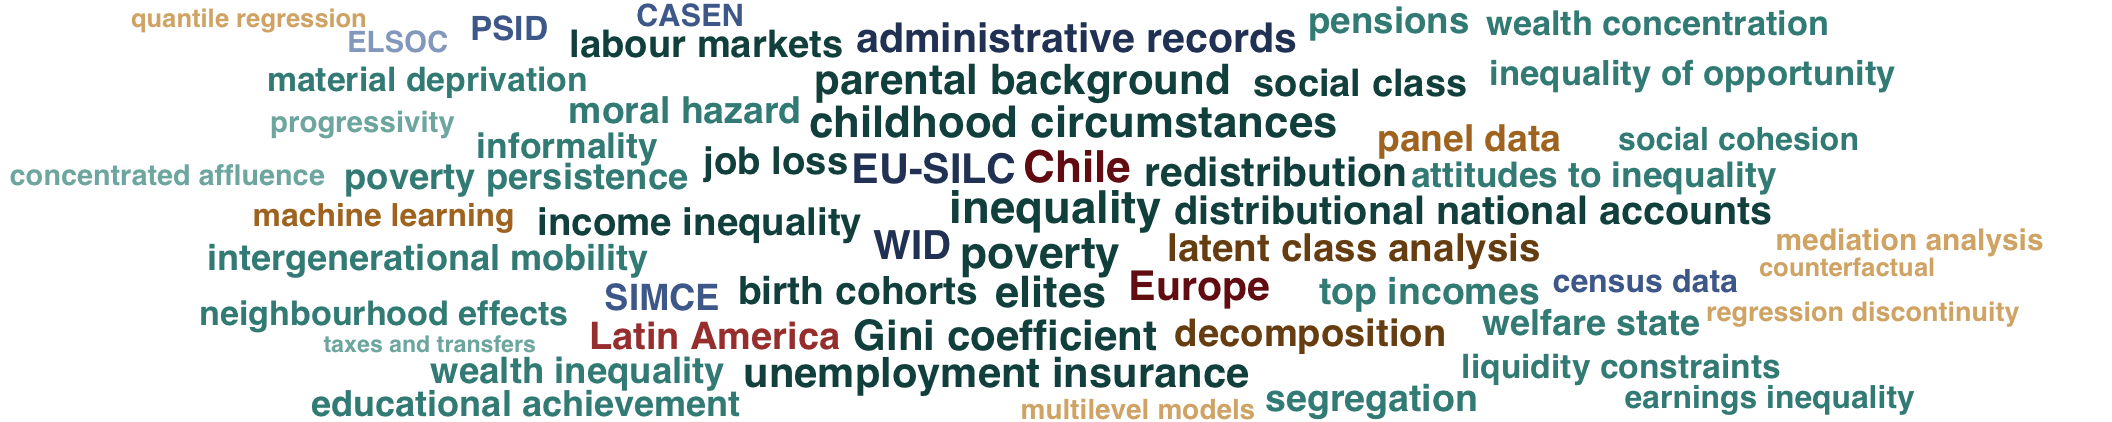 quantile regression
ELSOC
PSID
CASEN
labour markets
administrative records
pensions
wealth concentration
material deprivation
parental background
social class
inequality of opportunity
progressivity
moral hazard
childhood circumstances
panel data
social cohesion
informality
job loss
EU-SILC
Chile
redistribution
attitudes to inequality
concentrated affluence
poverty persistence
machine learning
income inequality
inequality
distributional national accounts
intergenerational mobility
WID
poverty
latent class analysis
mediation analysis
counterfactual
SIMCE
birth cohorts
elites
Europe
top incomes
census data
neighbourhood effects
regression discontinuity
taxes and transfers
Latin America
Gini coefficient
decomposition
welfare state
wealth inequality
unemployment insurance
liquidity constraints
educational achievement
multilevel models
segregation
earnings inequality